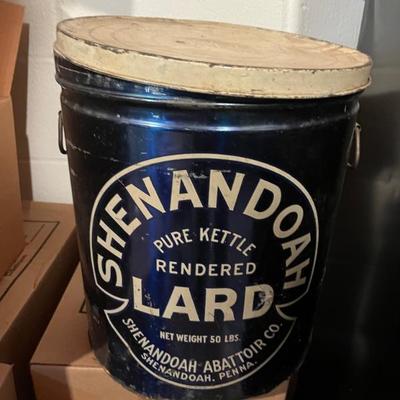 SHENANDOAH
PURE KETTLE
RENDERED
LARD
NET WEIGHT 50 LBS.
SHENANDOAH ABATTOIR CO.
SHENANDOAH, PENNA.